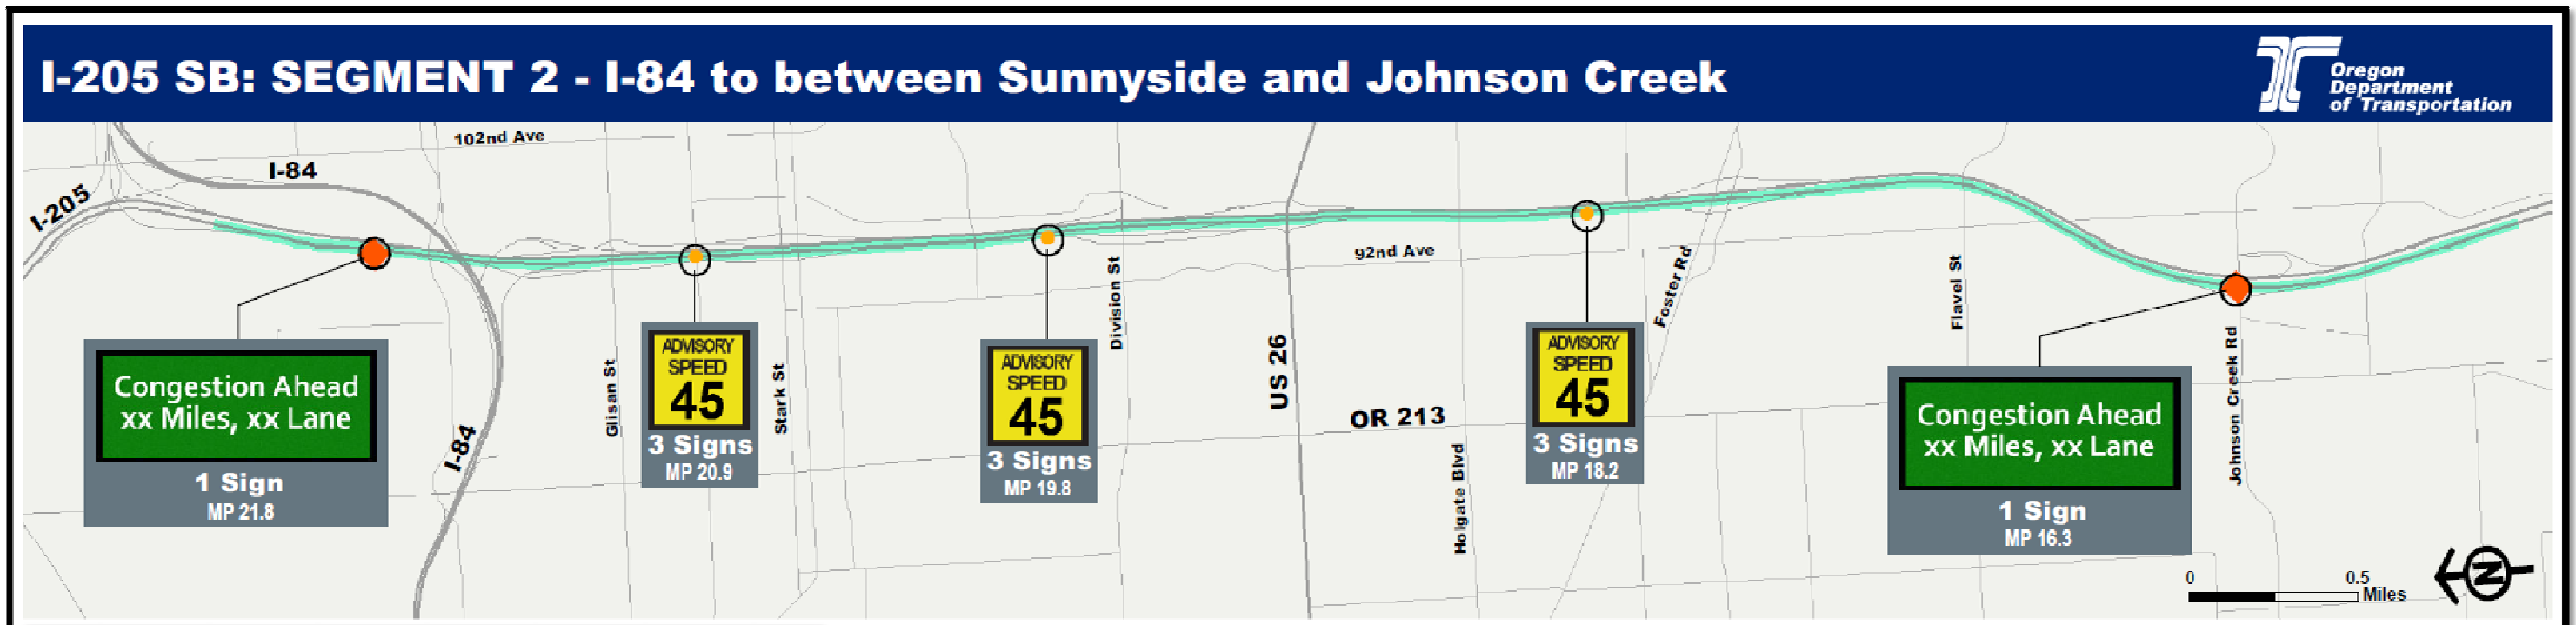 I-205 SB: SEGMENT 2 - I-84 to between Sunnyside and Johnson Creek
Oregon
Department
of Transportation
102nd Ave
I-84
I-205
92nd Ave
Foster Rd
Flavel St
Division St
US 26
OR 213
Holgate Blvd
Glisan St
Stark St
I-84
Johnson Creek Rd
Congestion Ahead
xx Miles, xx Lane
1 Sign
MP 21.8
ADVISORY
SPEED
45
3 Signs
MP 20.9
ADVISORY
SPEED
45
3 Signs
MP 19.8
ADVISORY
SPEED
45
3 Signs
MP 18.2
Congestion Ahead
xx Miles, xx Lane
1 Sign
MP 16.3
0 0.5
Miles
N